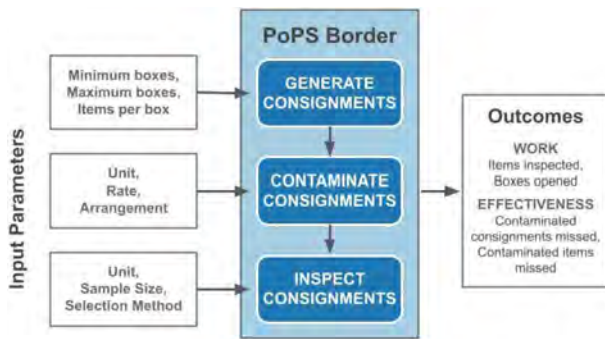 Input Parameters
Minimum boxes,
Maximum boxes,
Items per box
Unit,
Rate,
Arrangement
Unit,
Sample Size,
Selection Method
PoPS Border
GENERATE
CONSIGNMENTS
CONTAMINATE
CONSIGNMENTS
INSPECT
CONSIGNMENTS
Outcomes
WORK
Items inspected,
Boxes opened
EFFECTIVENESS
Contaminated
consignments missed,
Contaminated items
missed